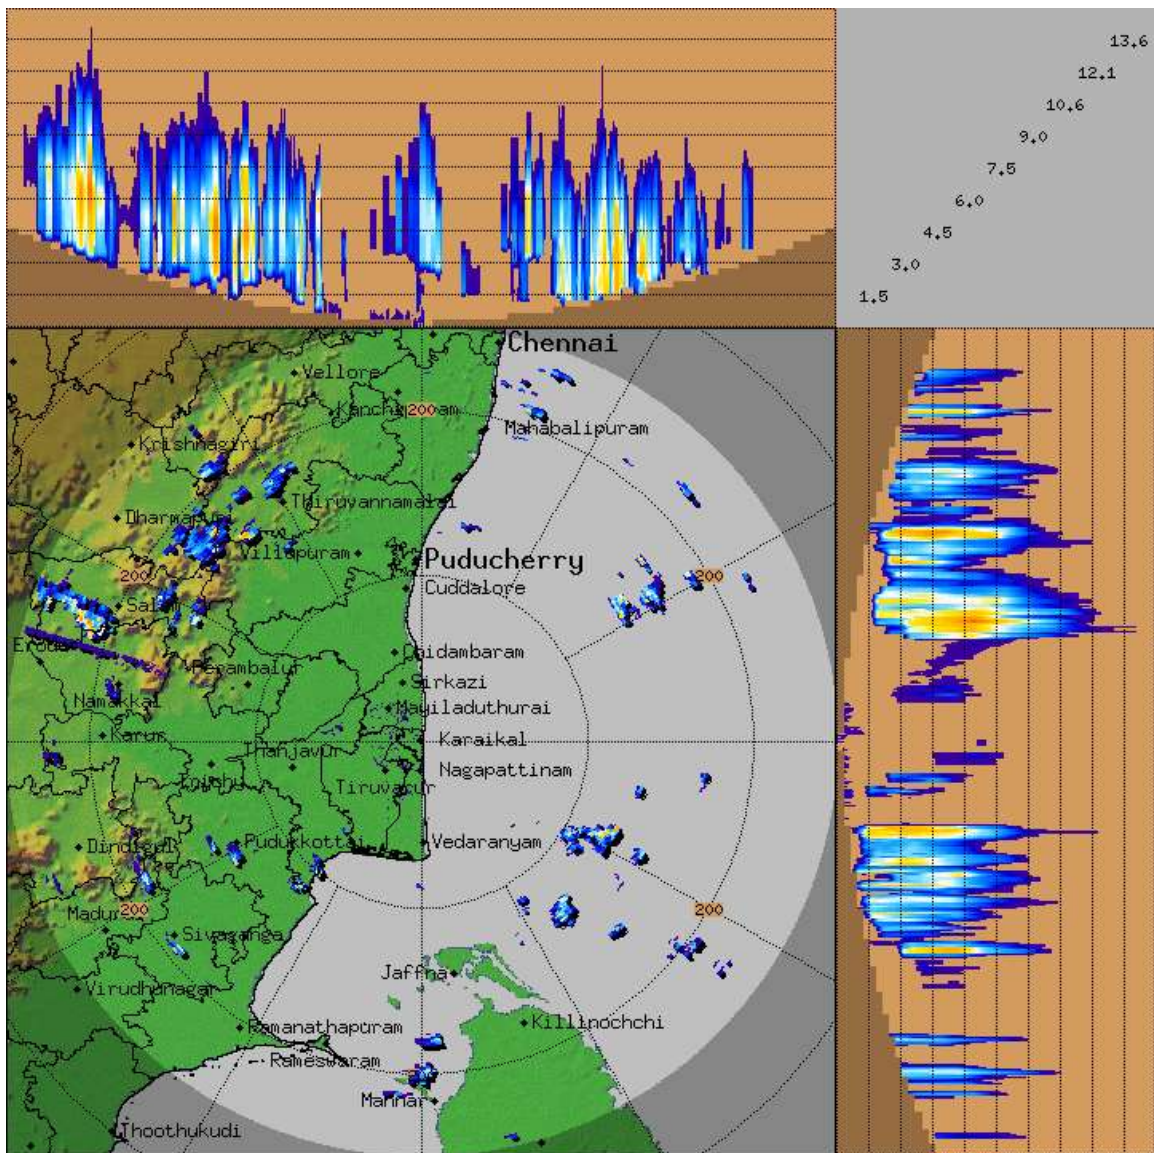 13.6
12.1
10.6
9.0
7.5
6.0
4.5
3.0
1.5
Chennai
Vellore
200
Mahabalipuram
Krishnagiri
Thiruvannamalai
Dharmapuri
Villupuram
Puducherry
200
200
Cuddalore
Salem
Erode
Chidambaram
Perambalur
Sirkazi
Namakkal
Mayiladuthurai
Karur
Karaikal
Thanjavur
Nagapattinam
Tiruvarur
Dindigul
Pudukkottai
Vedaranyam
200
200
Sivaganga
Jaffna
Virudhunagar
Ramanathapuram
Killinochchi
Rameswaram
Mannar
Thoothukudi